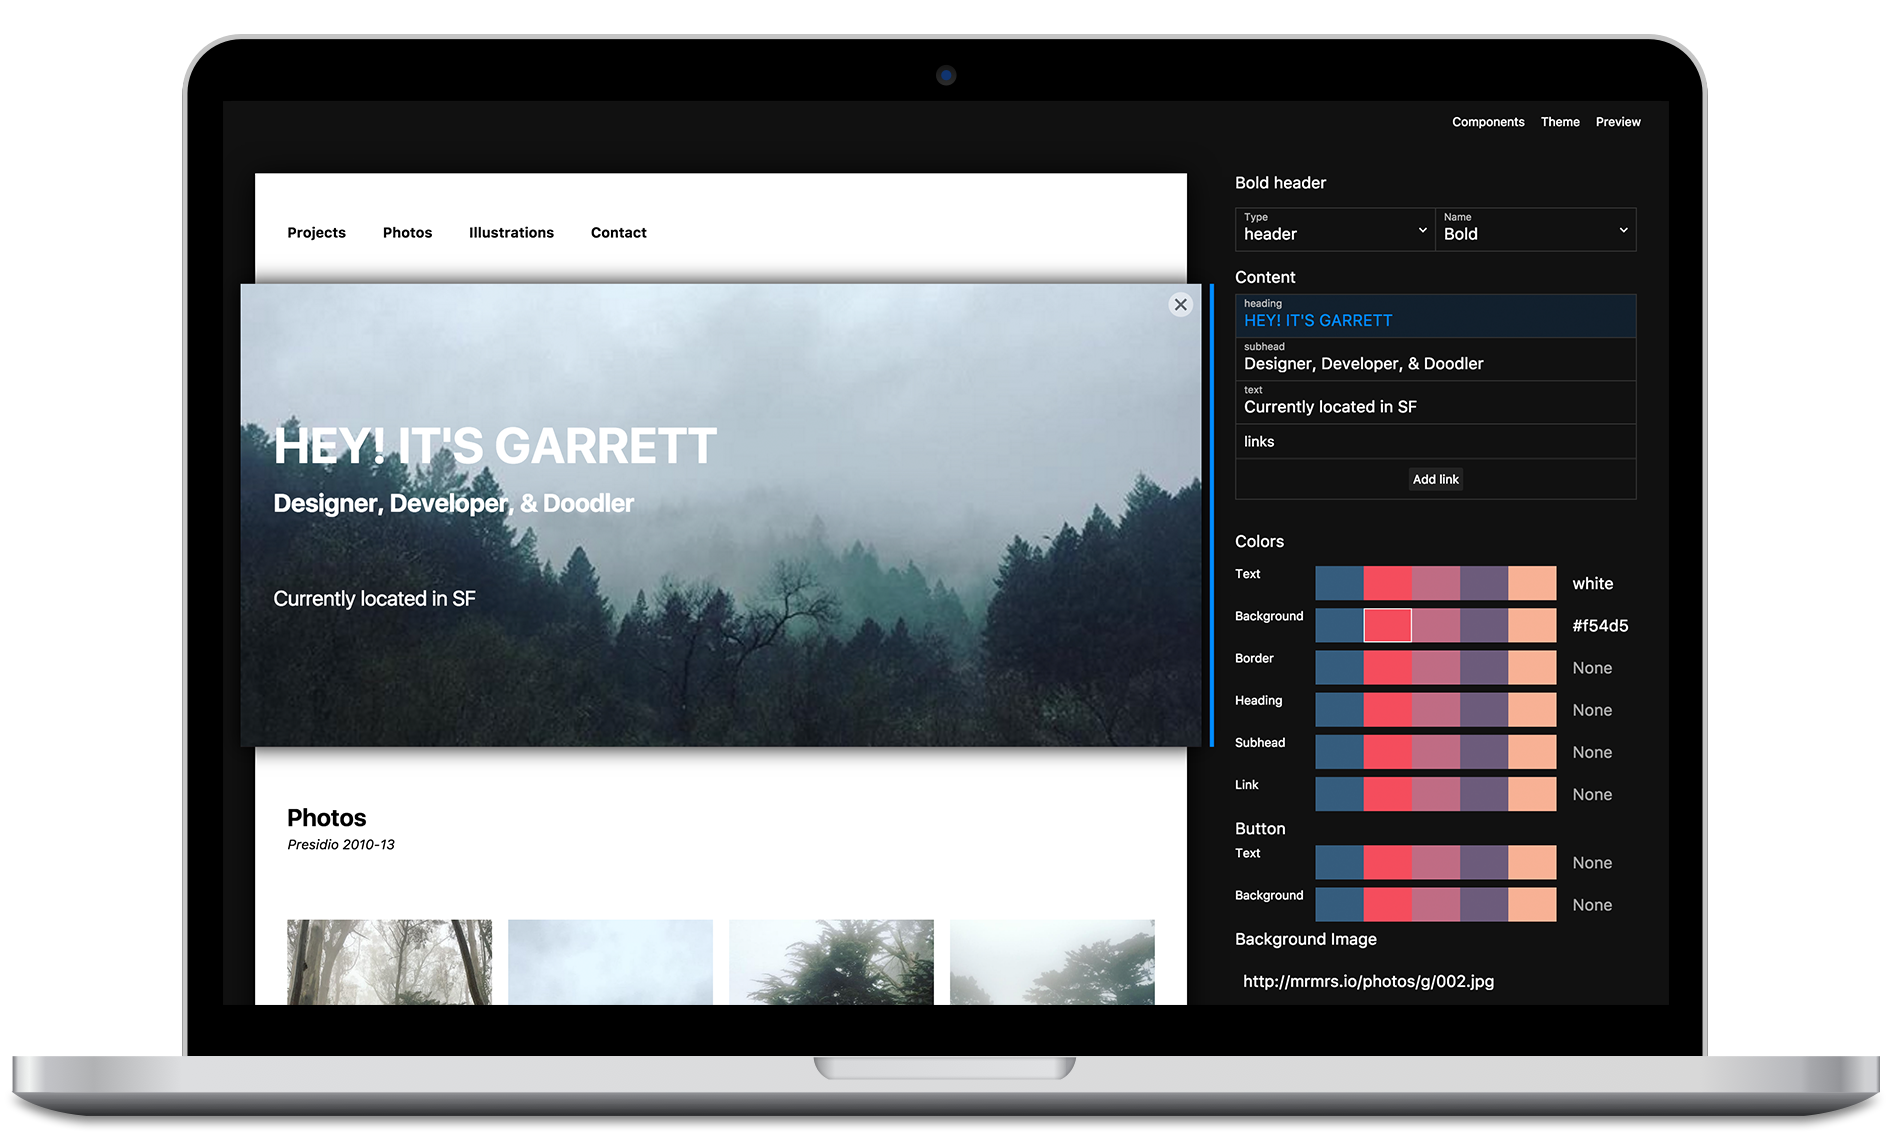 Components Theme Preview
Projects Photos Illustrations Contact
HEY! IT'S GARRETT
Designer, Developer, & Doodler
Currently located in SF
Photos
Presidio 2010-13
Bold header
Type
header
Name
Bold
Content
heading
HEY! IT'S GARRETT
subhead
Designer, Developer, & Doodler
text
Currently located in SF
links
Add link
Colors
Text white
Background #f54d5
Border None
Heading None
Subhead None
Link None
Button
Text None
Background None
Background Image
http://mrmrs.io/photos/g/002.jpg